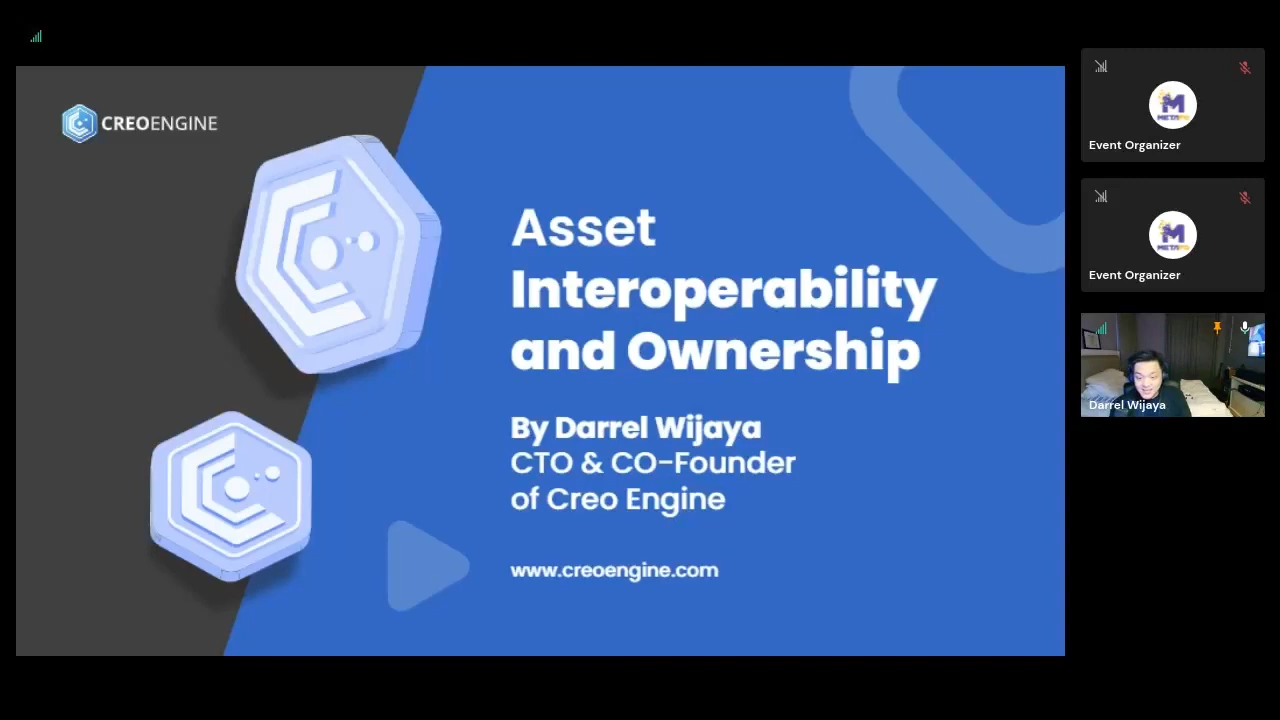 CREOENGINE
Asset
Interoperability
and Ownership
By Darrel Wijaya
CTO & CO-Founder
of Creo Engine
www.creoengine.com
Event Organizer
Event Organizer
Darrel Wijaya